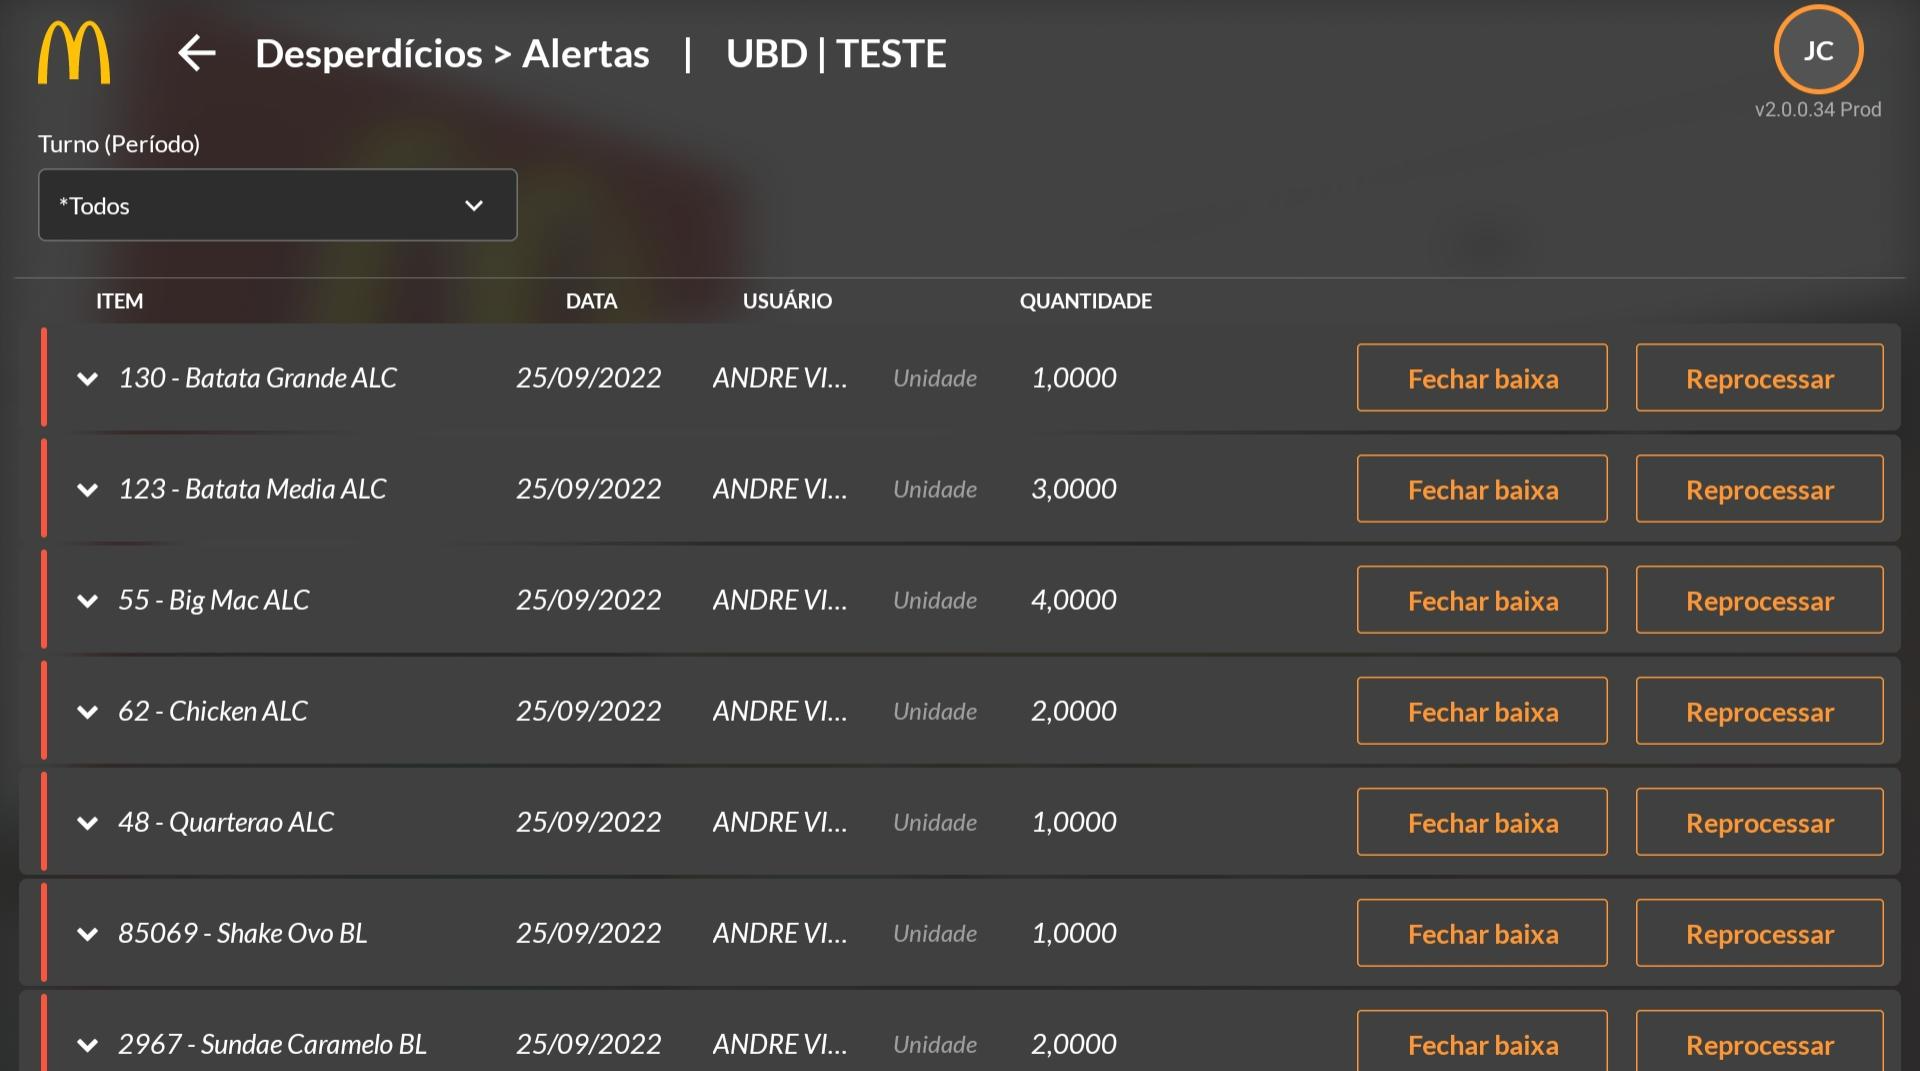 Desperdícios > Alertas | UBD | TESTE
JC
v2.0.0.34 Prod
Turno (Período)
*Todos
ITEM DATA USUÁRIO QUANTIDADE
130 - Batata Grande ALC 25/09/2022 ANDRE VI... Unidade 1,0000 Fechar baixa Reprocessar
123 - Batata Media ALC 25/09/2022 ANDRE VI... Unidade 3,0000 Fechar baixa Reprocessar
55 - Big Mac ALC 25/09/2022 ANDRE VI... Unidade 4,0000 Fechar baixa Reprocessar
62 - Chicken ALC 25/09/2022 ANDRE VI... Unidade 2,0000 Fechar baixa Reprocessar
48 - Quarterao ALC 25/09/2022 ANDRE VI... Unidade 1,0000 Fechar baixa Reprocessar
85069 - Shake Ovo BL 25/09/2022 ANDRE VI... Unidade 1,0000 Fechar baixa Reprocessar
2967 - Sundae Caramelo BL 25/09/2022 ANDRE VI... Unidade 2,0000 Fechar baixa Reprocessar